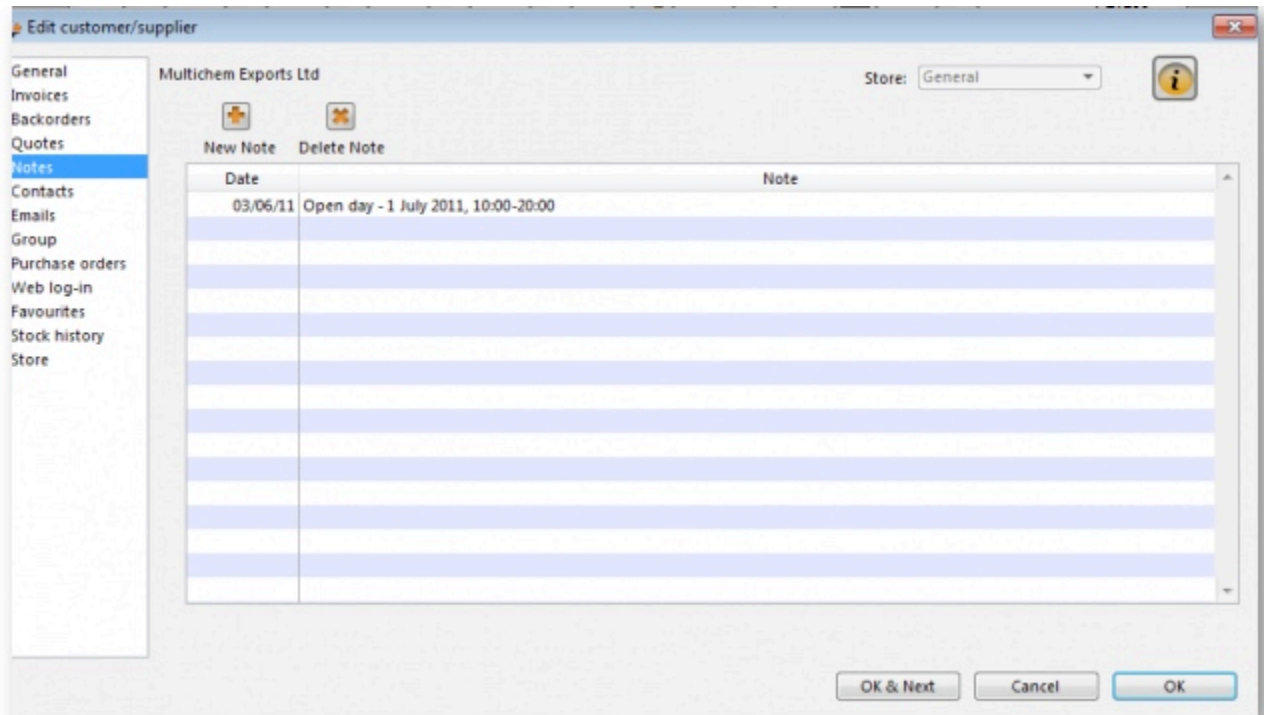 Edit customer/supplier
General
Invoices
Backorders
Quotes
Notes
Contacts
Emails
Group
Purchase orders
Web log-in
Favourites
Stock history
Store
Multichem Exports Ltd
Store: General
New Note Delete Note
Date Note
03/06/11 Open day - 1 July 2011, 10:00-20:00
OK & Next Cancel OK